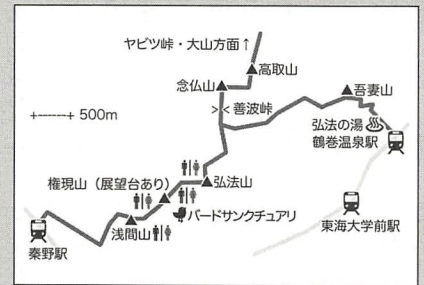 ヤビツ峠・大山方面↑
高取山
念仏山
吾妻山
500m
善波峠
弘法の湯
鶴巻温泉駅
権現山（展望台あり）
弘法山
バードサンクチュアリ
東海大学前駅
浅間山
秦野駅